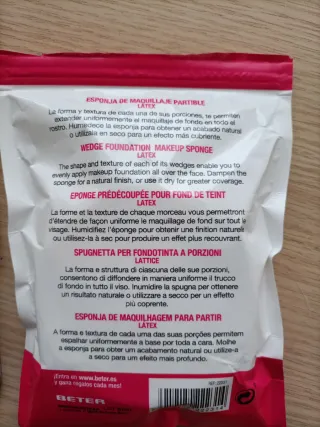 ESPONJA DE MAQUILLAJE PARTIBLE
LÁTEX
La forma y textura de cada una de sus porciones, te permiten
extender uniformemente el maquillaje de fondo en todo el
rostro. Humedece la esponja para obtener un acabado natural
o utilízala en seco para un efecto más cubriente.
WEDGE FOUNDATION MAKEUP SPONGE
LATEX
The shape and texture of each of its wedges enables you to
evenly apply makeup foundation all over the face. Dampen the
sponge for a natural finish, or use it dry for greater coverage.
ÉPONGE PRÉDÉCOUPÉE POUR FOND DE TEINT
LATEX
La forme et la texture de chaque morceau vous permettront
d'étendre de façon uniforme le maquillage de fond sur tout le
visage. Humidifiez l'éponge pour obtenir une finition naturelle
ou utilisez-la à sec pour produire un effet plus recouvrant.
SPUGNETTA PER FONDOTINTA A PORZIONI
LATTICE
La forma e struttura di ciascuna delle sue porzioni,
consentono di diffondere in maniera uniforme il trucco
di fondo in tutto il viso. Inumidire la spugna per ottenere
un risultato naturale o utilizzare a secco per un effetto
più coprente.
ESPONJA DE MAQUILHAGEM PARA PARTIR
LÁTEX
A forma e textura de cada uma das suas porções permitem
espalhar uniformemente a base por toda a cara. Molhe
a esponja para obter um acabamento natural ou utilize-a
a seco para um efeito mais profundo.
¡Entra en www.beter.es
y gana regalos cada mes!
BETER